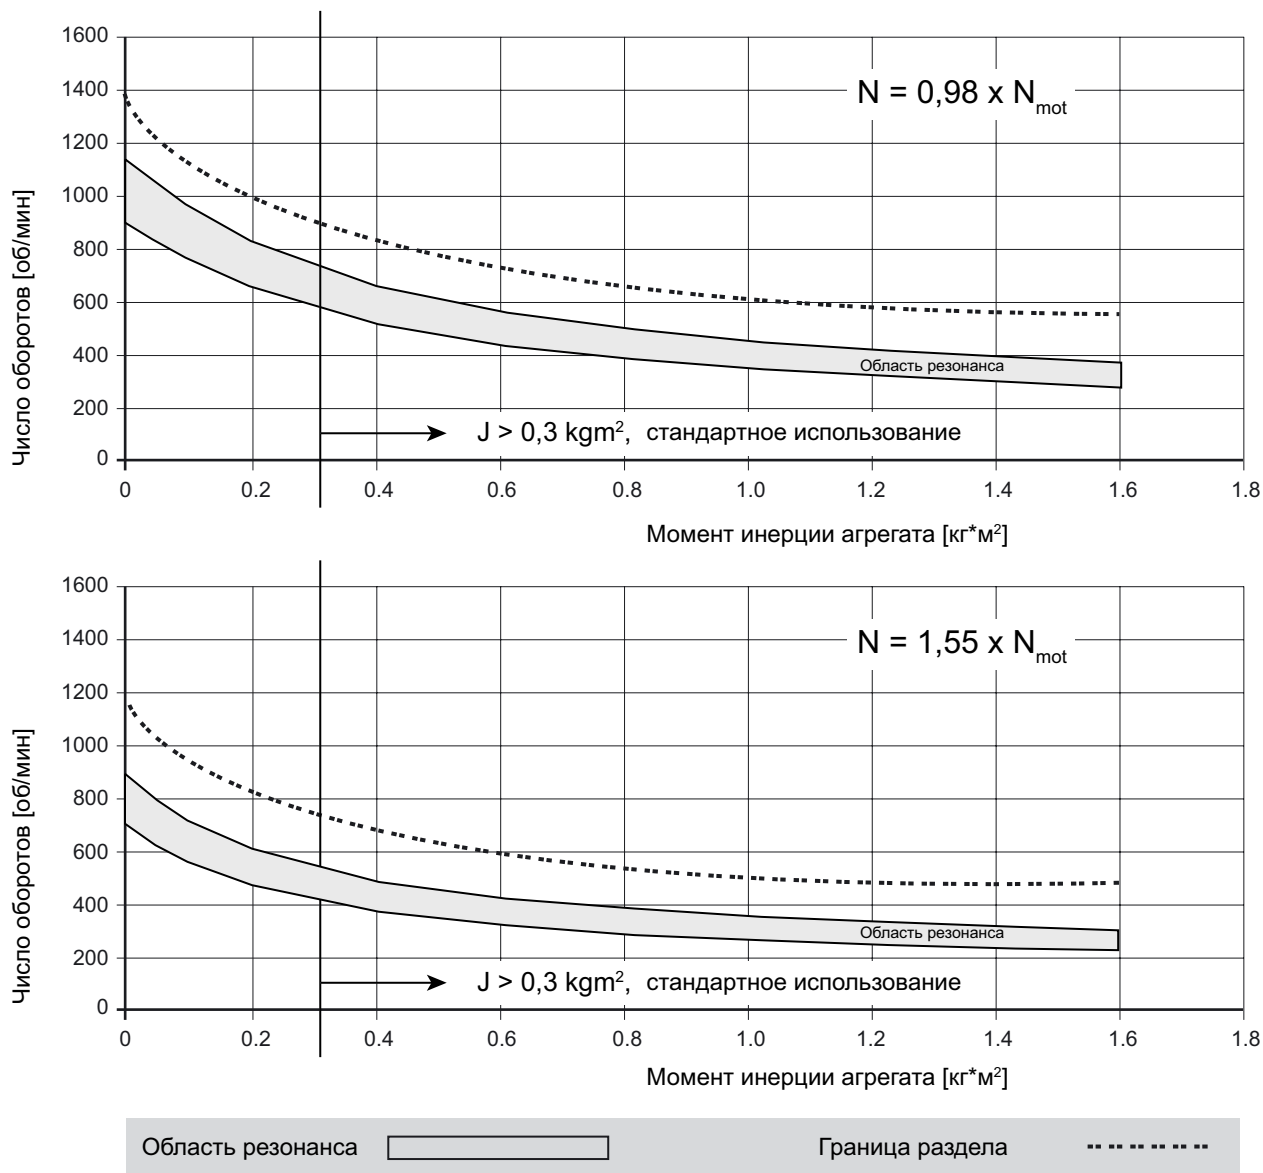 1600
1400
1200
1000
800
600
400
200
0
Число оборотов [об/мин]
N = 0,98 x Nmot
Область резонанса
J > 0,3 kgm², стандартное использование
0 0.2 0.4 0.6 0.8 1.0 1.2 1.4 1.6 1.8
Момент инерции агрегата [кг*м²]
1600
1400
1200
1000
800
600
400
200
0
Число оборотов [об/мин]
N = 1,55 x Nmot
Область резонанса
J > 0,3 kgm², стандартное использование
0 0.2 0.4 0.6 0.8 1.0 1.2 1.4 1.6 1.8
Момент инерции агрегата [кг*м²]
Область резонанса Граница раздела